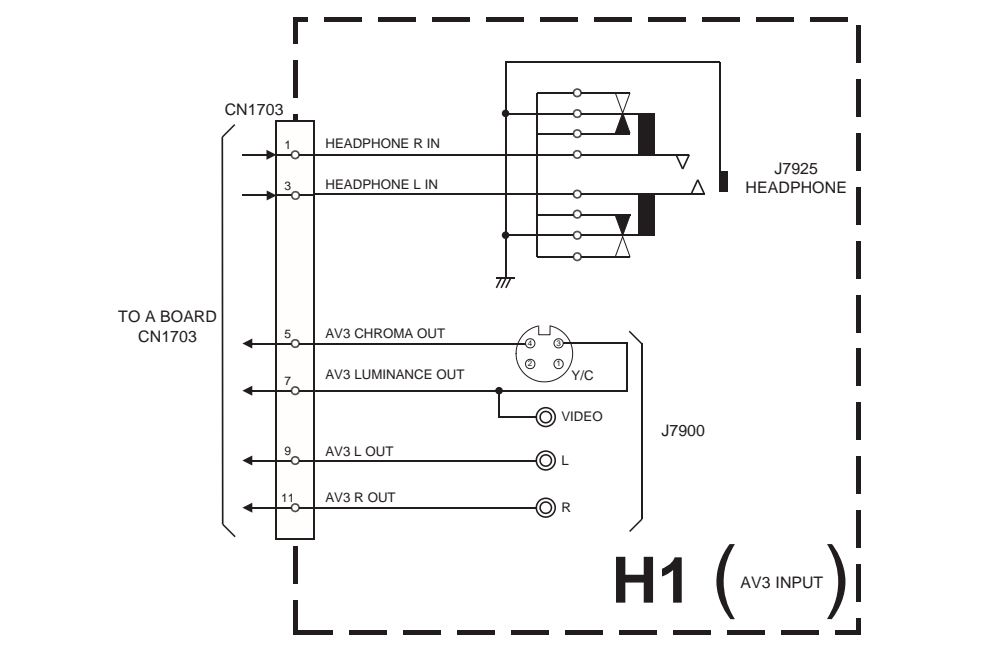 CN1703
1
HEADPHONE R IN
J7925
HEADPHONE
3
HEADPHONE L IN
TO A BOARD
CN1703
5
AV3 CHROMA OUT
4
3
2
1
Y/C
7
AV3 LUMINANCE OUT
VIDEO
J7900
9
AV3 L OUT
L
11
AV3 R OUT
R
H1 (AV3 INPUT)